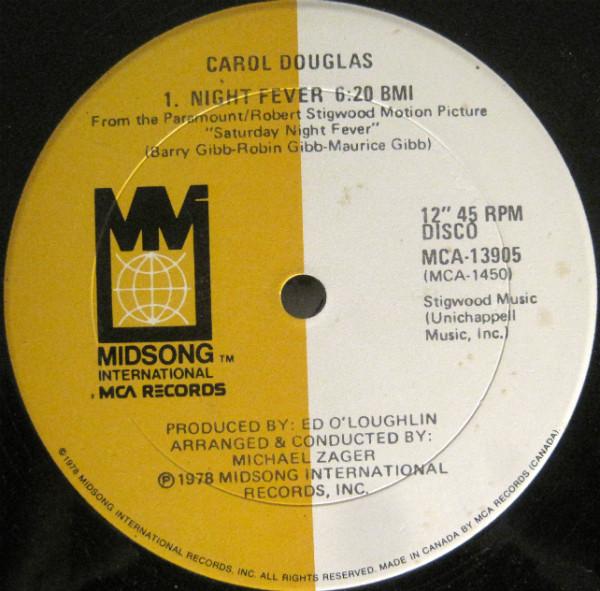 CAROL DOUGLAS
1. NIGHT FEVER 6:20 BMI
From the Paramount/Robert Stigwood Motion Picture
"Saturday Night Fever"
(Barry Gibb-Robin Gibb-Maurice Gibb)
MM
MIDSONG TM
INTERNATIONAL
MCA RECORDS
12" 45 RPM
DISCO
MCA-13905
(MCA-1450)
Stigwood Music
(Unichappell
Music, Inc.)
PRODUCED BY: ED O'LOUGHLIN
ARRANGED & CONDUCTED BY:
MICHAEL ZAGER
Ⓟ 1978 MIDSONG INTERNATIONAL
RECORDS, INC.
© 1978 MIDSONG INTERNATIONAL RECORDS, INC. ALL RIGHTS RESERVED. MADE IN CANADA BY MCA RECORDS (CANADA).